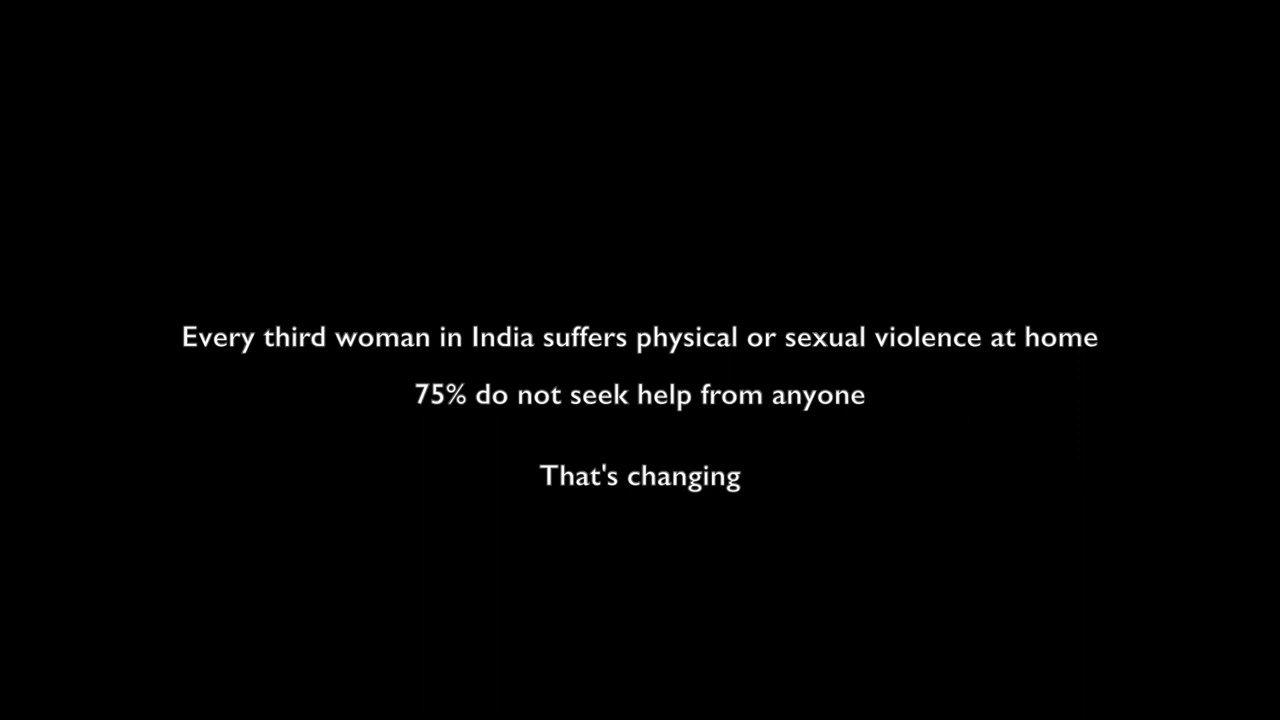 Every third woman in India suffers physical or sexual violence at home
75% do not seek help from anyone
That's changing